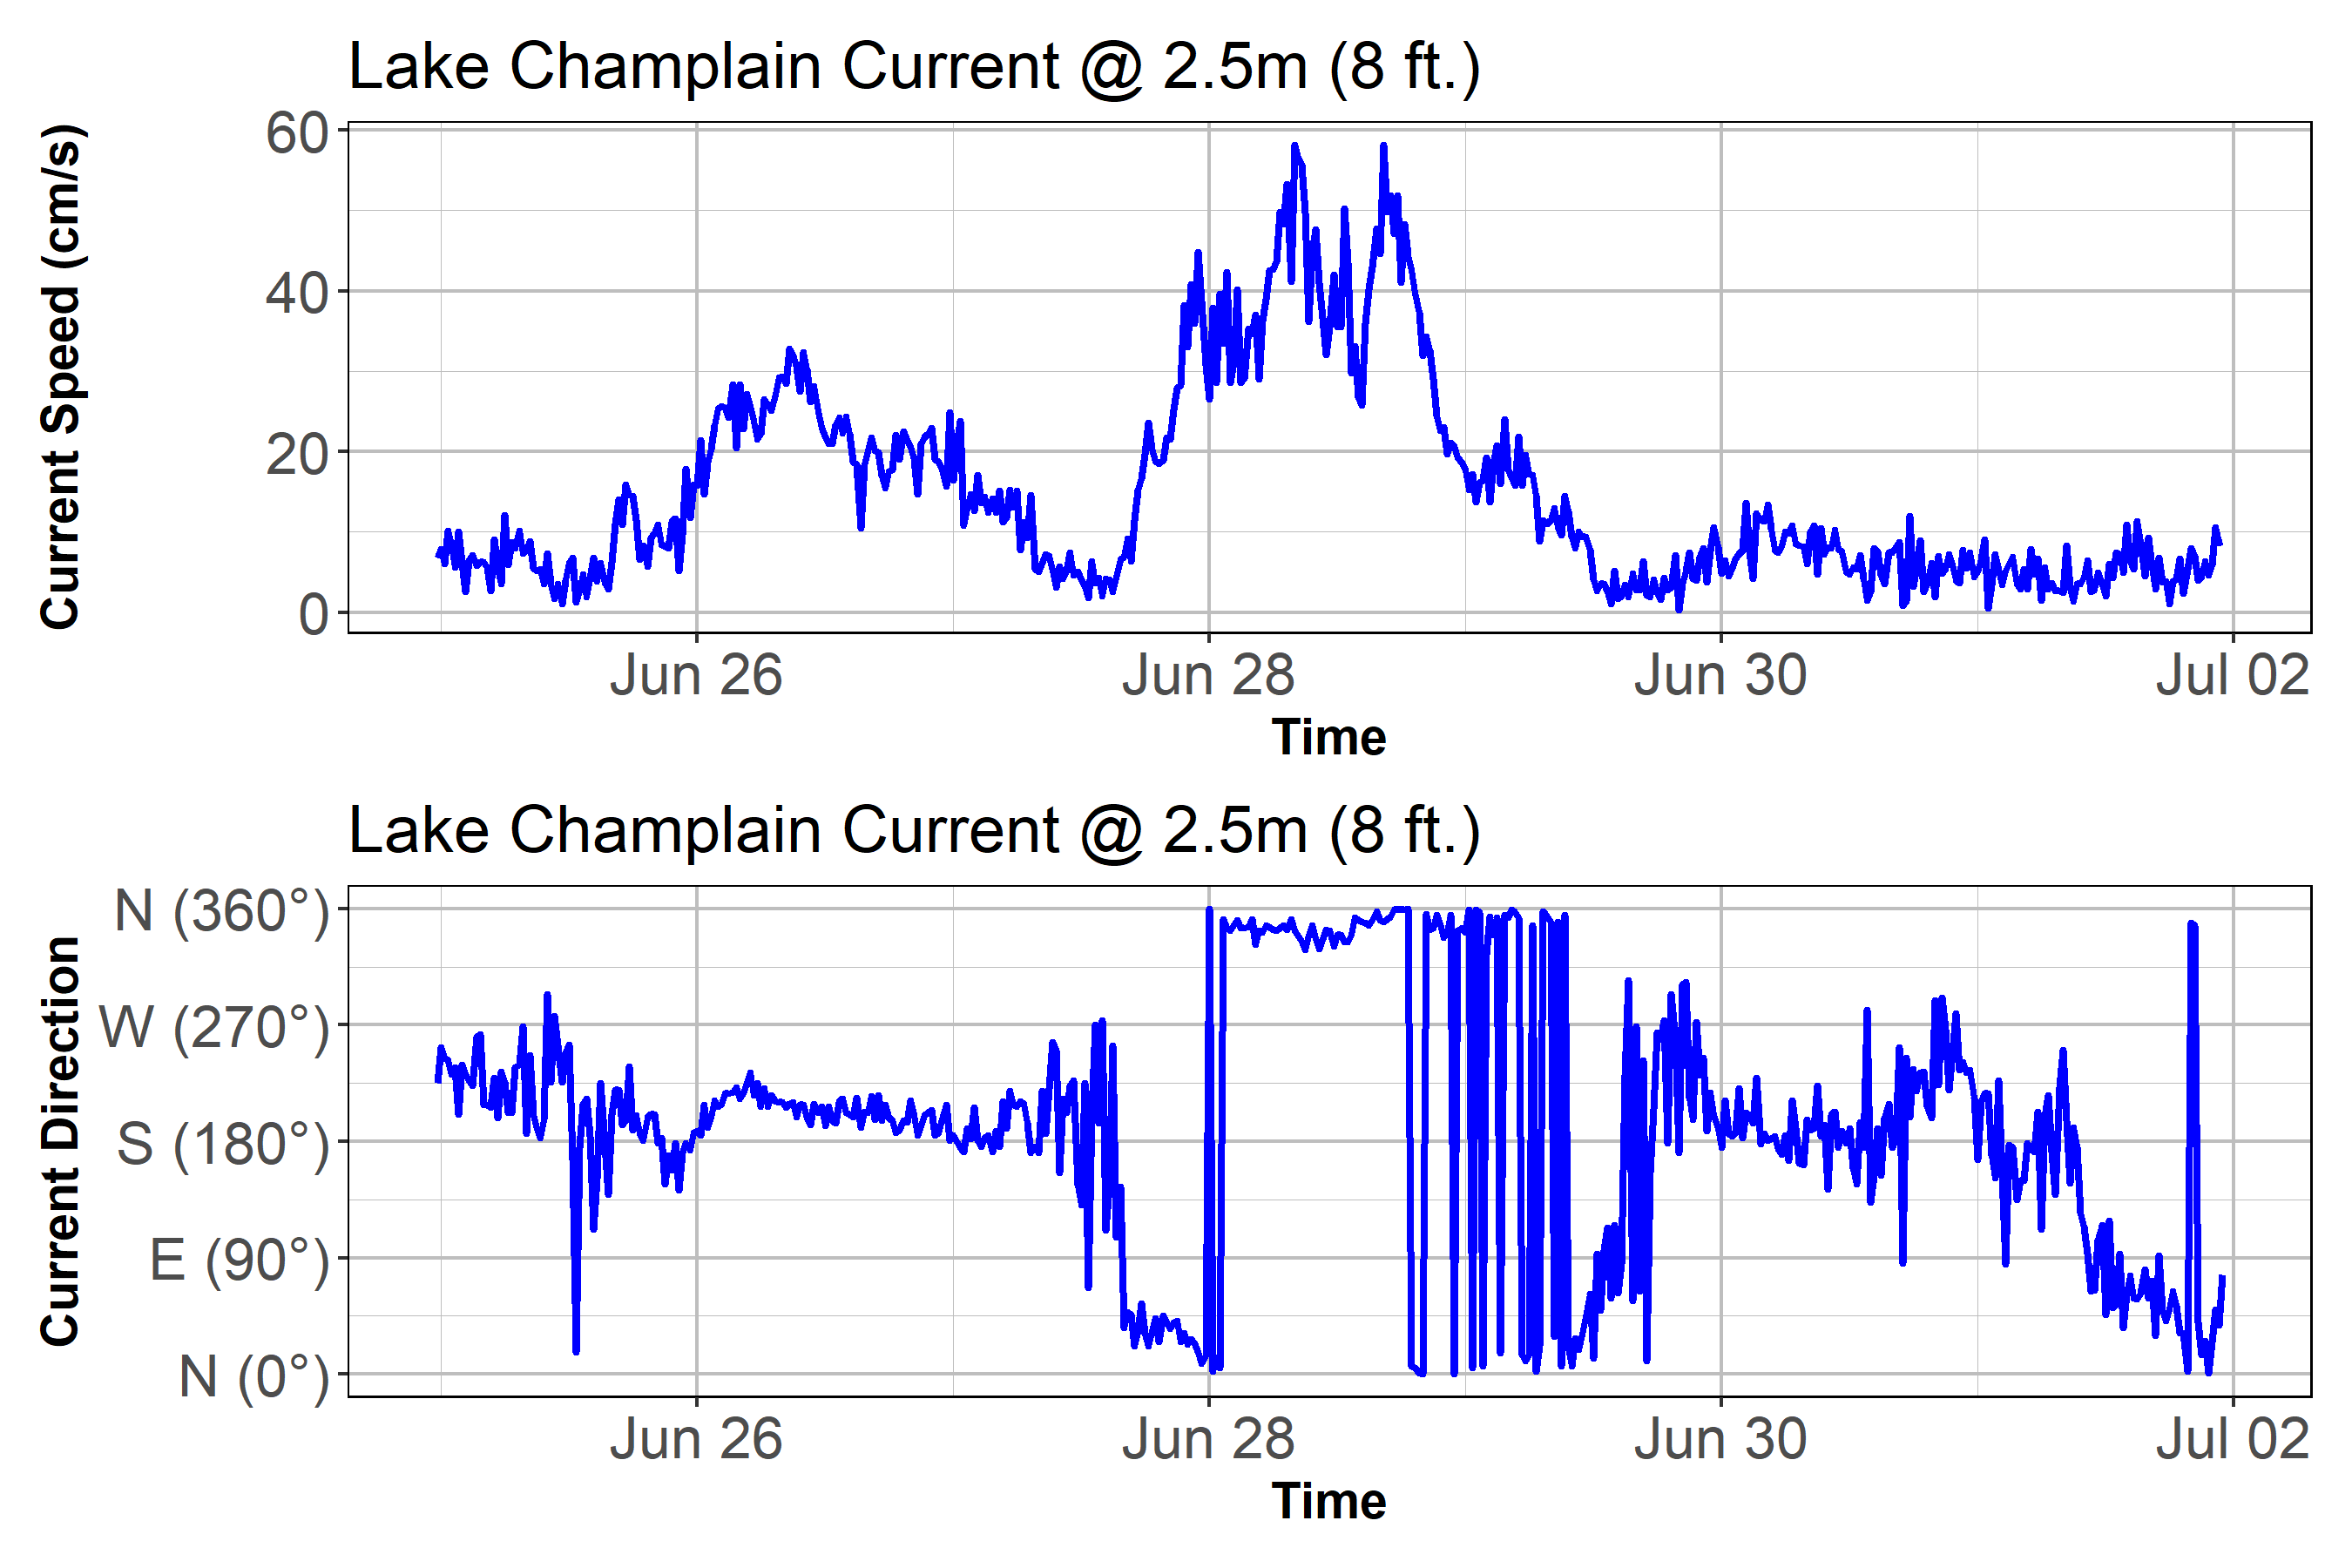 Lake Champlain Current @ 2.5m (8 ft.)
Current Speed (cm/s)
60
40
20
0
Jun 26 Jun 28 Jun 30 Jul 02
Time
Lake Champlain Current @ 2.5m (8 ft.)
Current Direction
N (360°)
W (270°)
S (180°)
E (90°)
N (0°)
Jun 26 Jun 28 Jun 30 Jul 02
Time